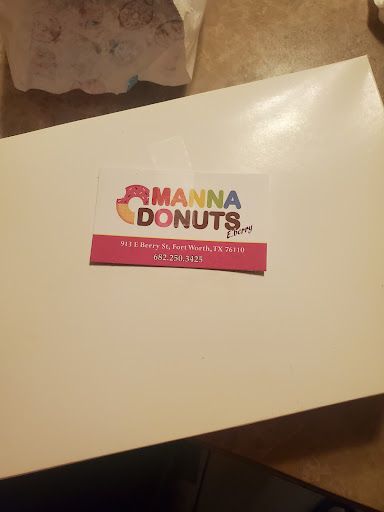 MANNA
DONUTS
E berry
913 E Berry St, Fort Worth, TX 76110
682.250.3425